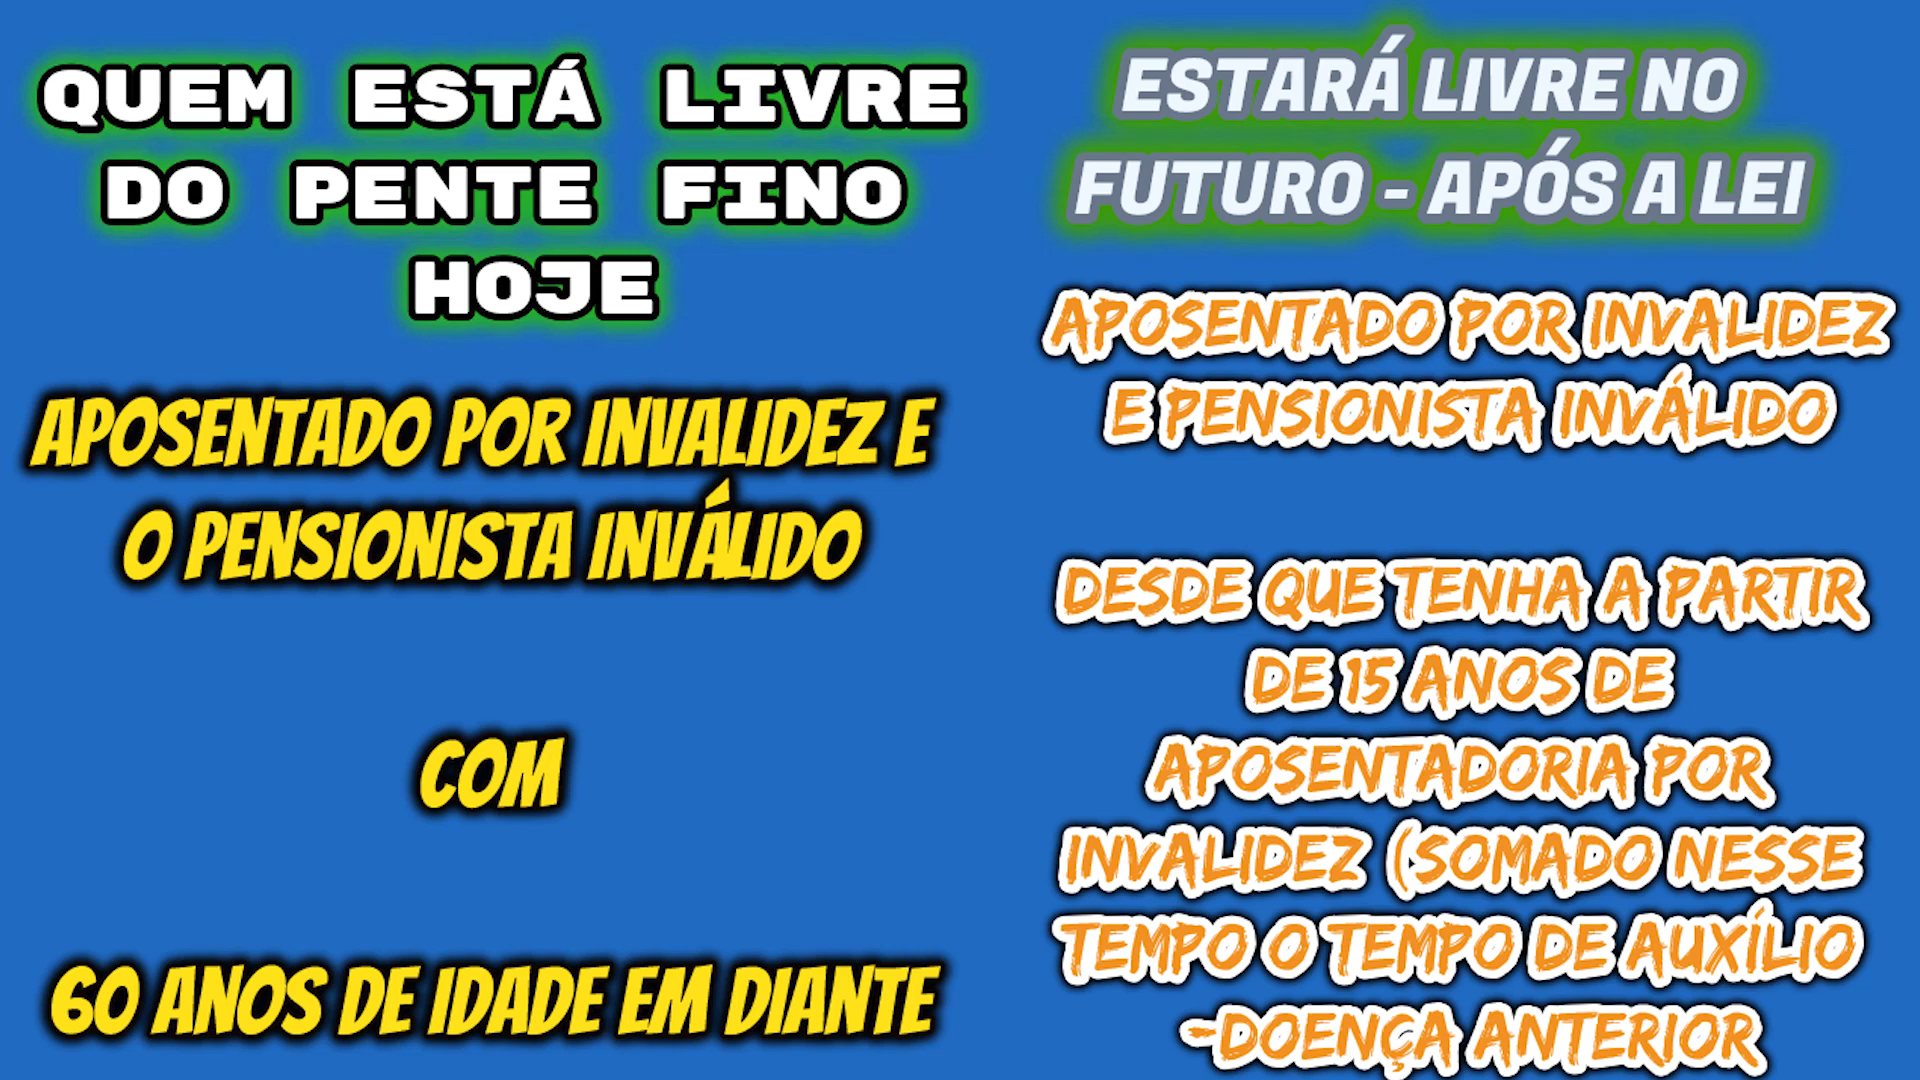 QUEM ESTÁ LIVRE
DO PENTE FINO
HOJE
APOSENTADO POR INVALIDEZ E
O PENSIONISTA INVÁLIDO
COM
60 ANOS DE IDADE EM DIANTE
ESTARÁ LIVRE NO
FUTURO - APÓS A LEI
APOSENTADO POR INVALIDEZ
E PENSIONISTA INVÁLIDO
DESDE QUE TENHA A PARTIR
DE 15 ANOS DE
APOSENTADORIA POR
INVALIDEZ (SOMADO NESSE
TEMPO O TEMPO DE AUXÍLIO
-DOENÇA ANTERIOR